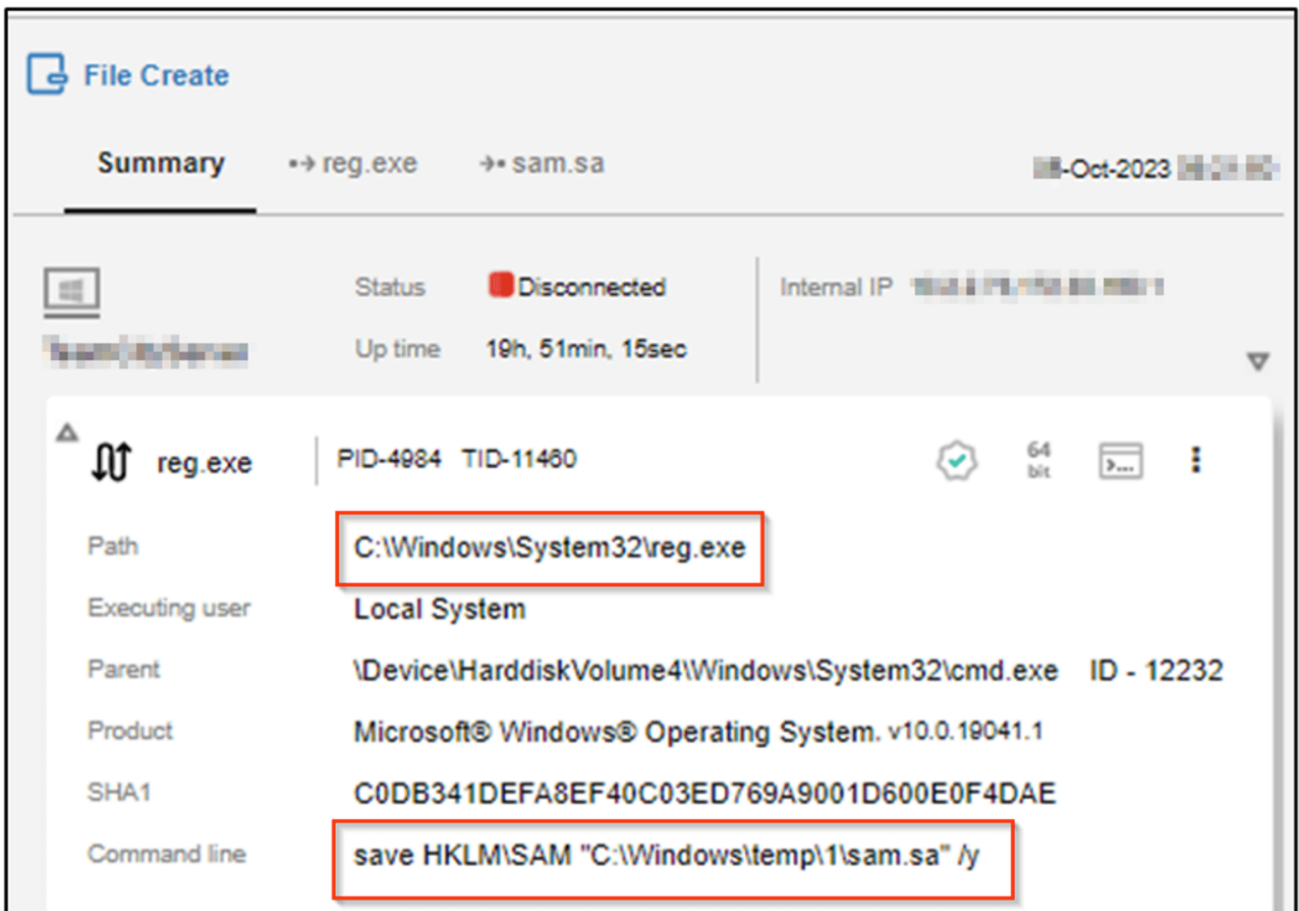 File Create
Summary reg.exe sam.sa -Oct-2023
Status Disconnected Internal IP
Up time 19h, 51min, 15sec
reg.exe PID-4984 TID-11460 64 bit >...
Path C:\Windows\System32\reg.exe
Executing user Local System
Parent \Device\HarddiskVolume4\Windows\System32\cmd.exe ID - 12232
Product Microsoft® Windows® Operating System. v10.0.19041.1
SHA1 C0DB341DEFA8EF40C03ED769A9001D600E0F4DAE
Command line save HKLM\SAM "C:\Windows\temp\1\sam.sa" /y